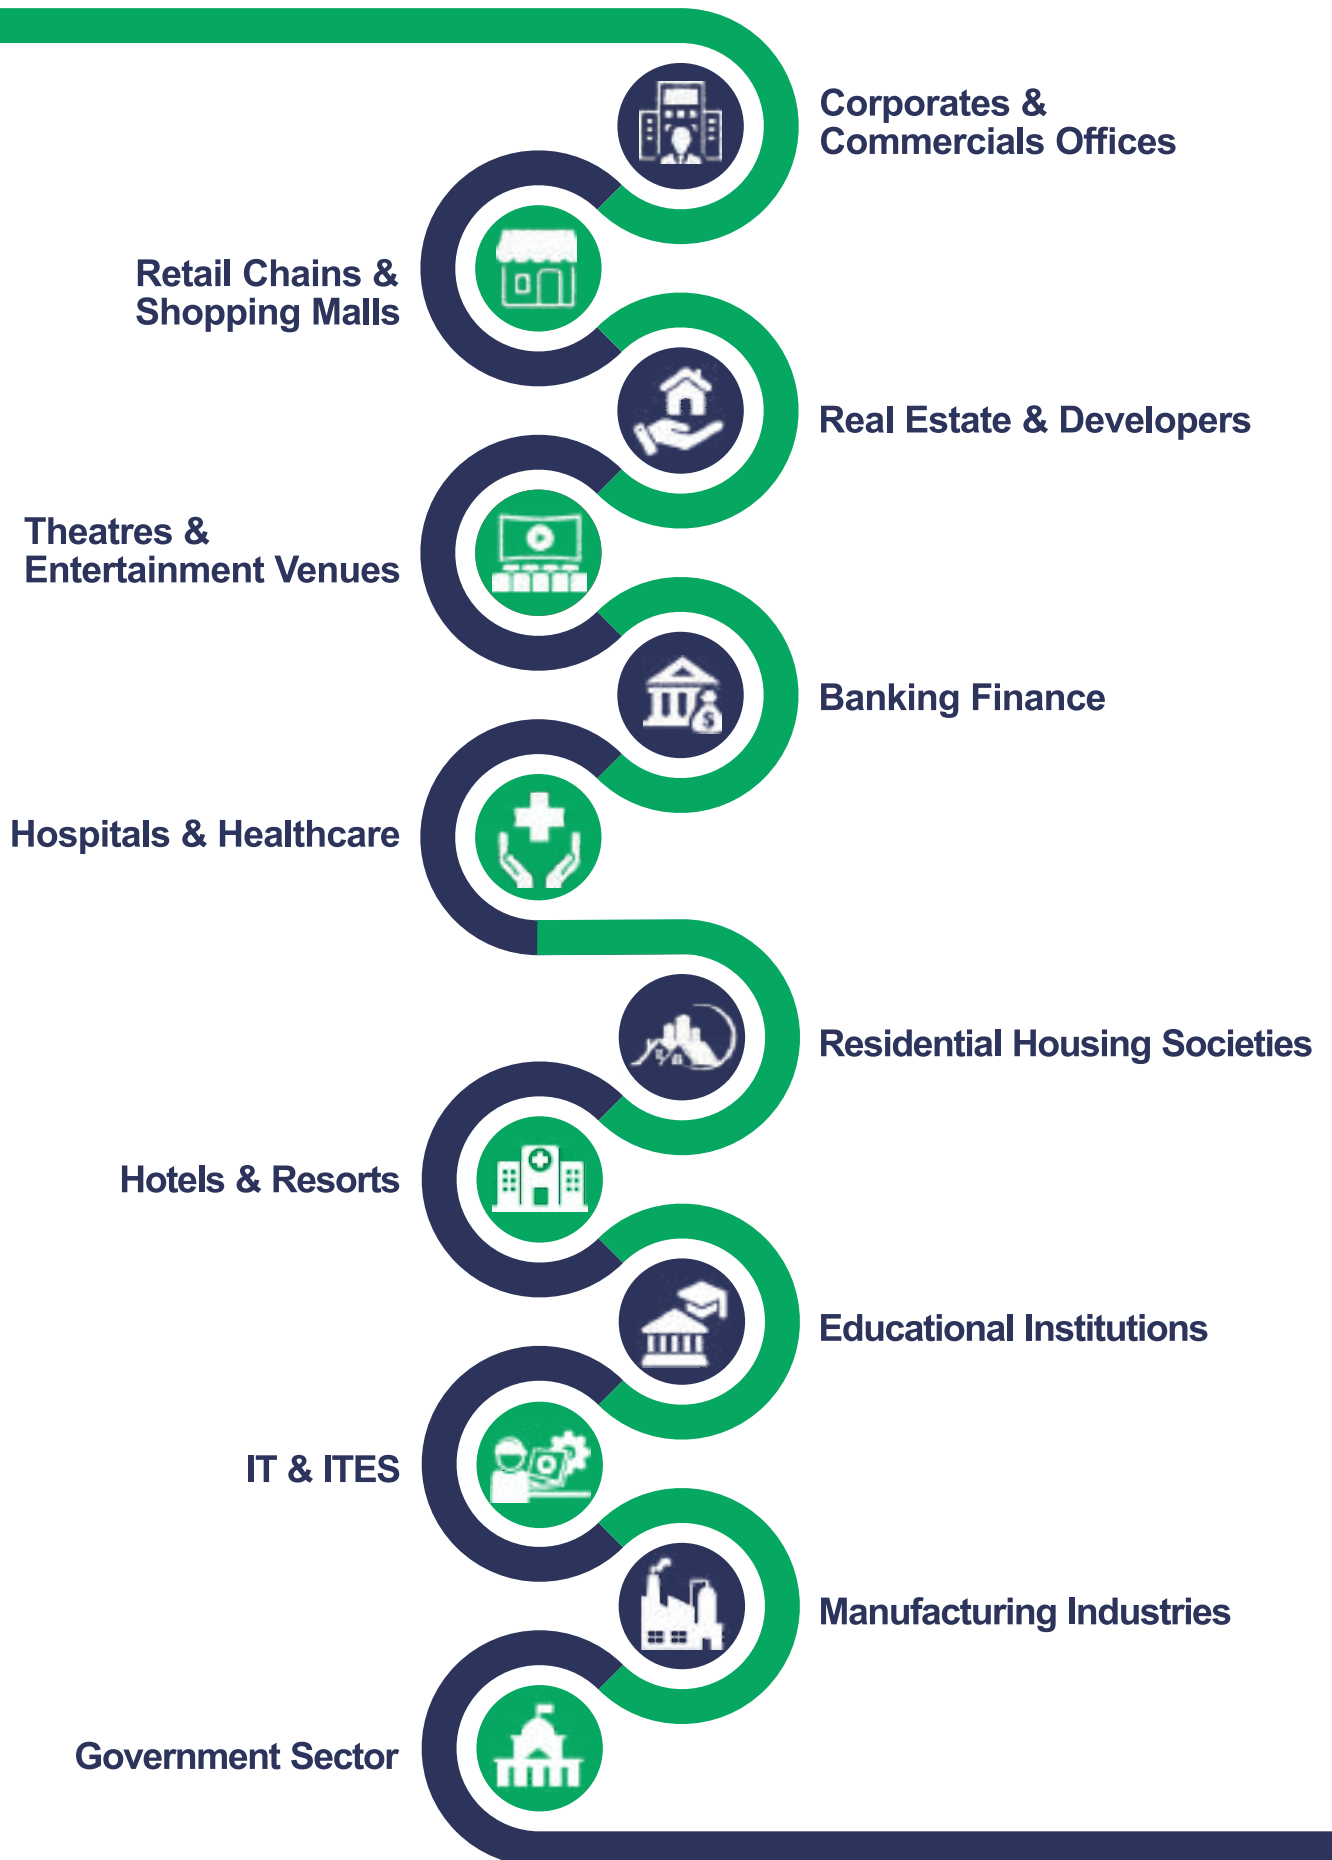 Corporates &
Commercials Offices
Retail Chains &
Shopping Malls
Real Estate & Developers
Theatres &
Entertainment Venues
Banking Finance
Hospitals & Healthcare
Residential Housing Societies
Hotels & Resorts
Educational Institutions
IT & ITES
Manufacturing Industries
Government Sector